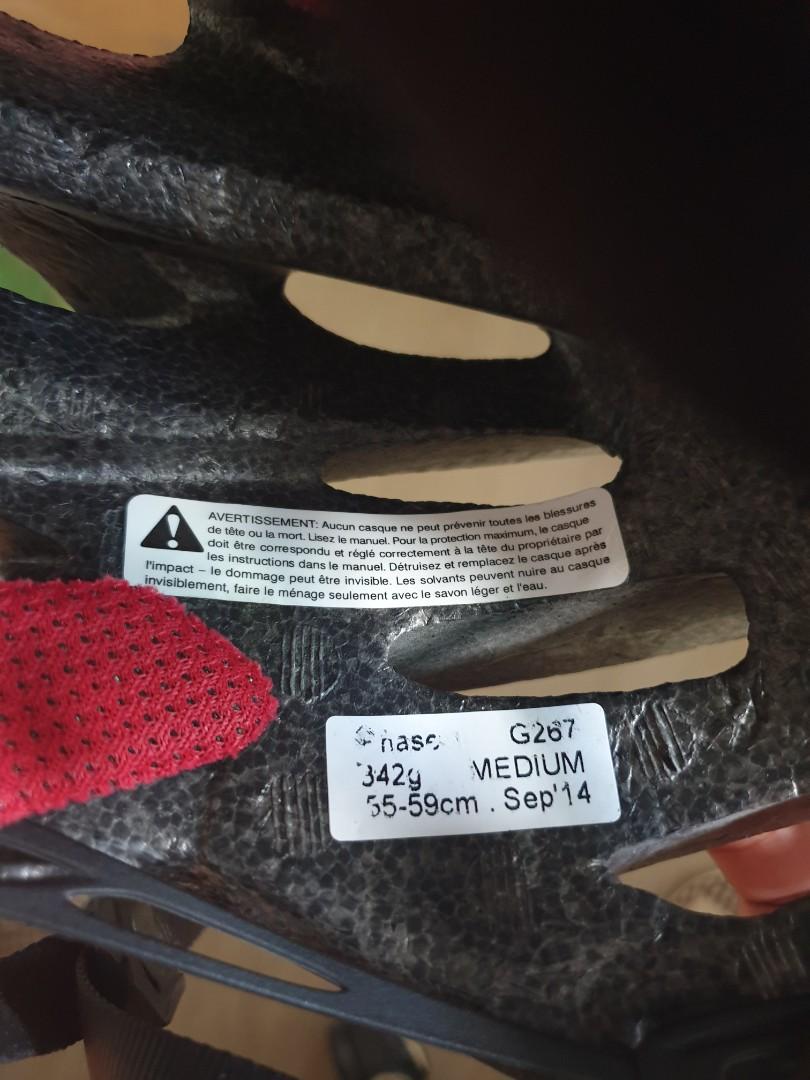 AVERTISSEMENT: Aucun casque ne peut prévenir toutes les blessures
de tête ou la mort. Lisez le manuel. Pour la protection maximum, le casque
doit être correspondu et réglé correctement à la tête du propriétaire par
les instructions dans le manuel. Détruisez et remplacez le casque après
l'impact – le dommage peut être invisible. Les solvants peuvent nuire au casque
invisiblement, faire le ménage seulement avec le savon léger et l'eau.
Phase G267
342g MEDIUM
55-59cm . Sep'14